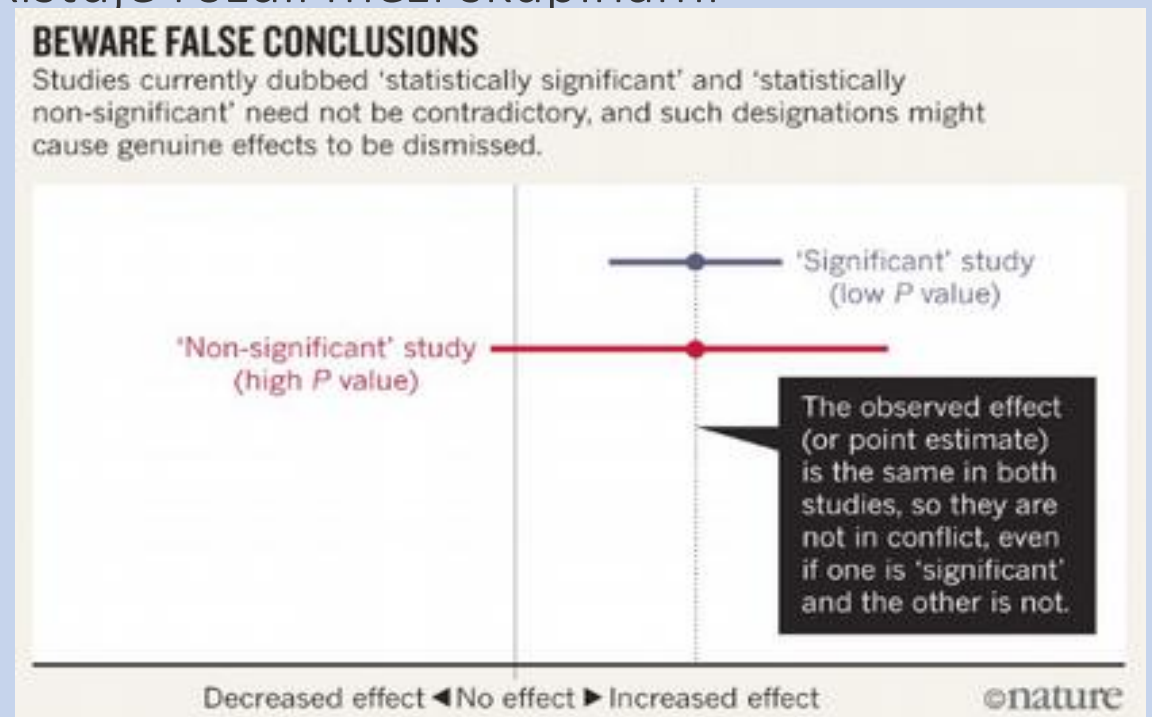 BEWARE FALSE CONCLUSIONS
Studies currently dubbed ‘statistically significant’ and ‘statistically
non-significant’ need not be contradictory, and such designations might
cause genuine effects to be dismissed.
‘Significant’ study
(low P value)
‘Non-significant’ study
(high P value)
The observed effect
(or point estimate)
is the same in both
studies, so they are
not in conflict, even
if one is ‘significant’
and the other is not.
Decreased effect ◀ No effect ▶ Increased effect
©nature